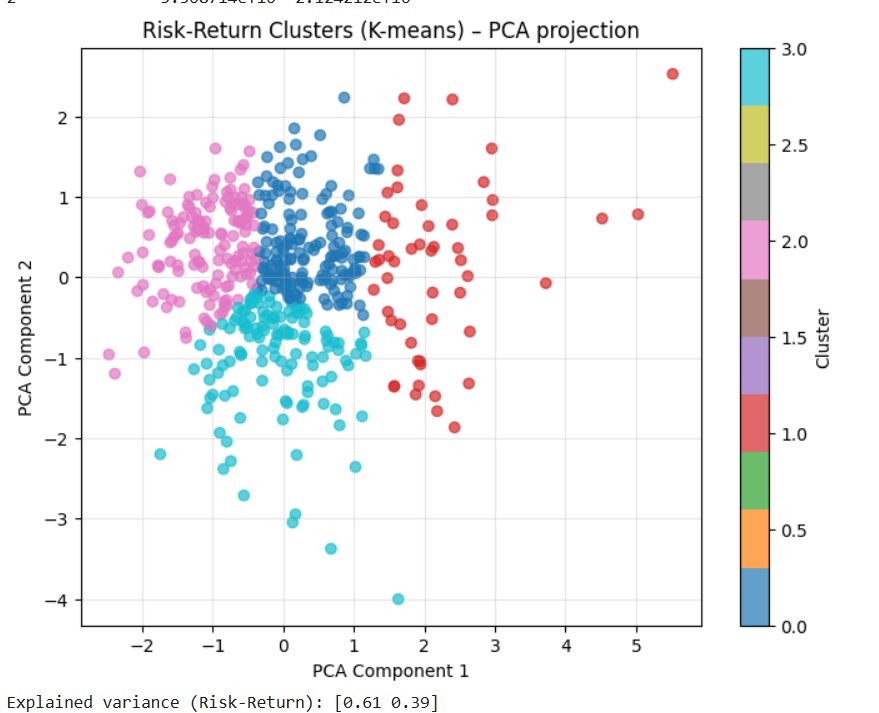 Risk-Return Clusters (K-means) – PCA projection
3.0
2.5
2.0
1.5
1.0
0.5
0.0
Cluster
2
1
0
−1
−2
−3
−4
PCA Component 2
−2 −1 0 1 2 3 4 5
PCA Component 1
Explained variance (Risk-Return): [0.61 0.39]